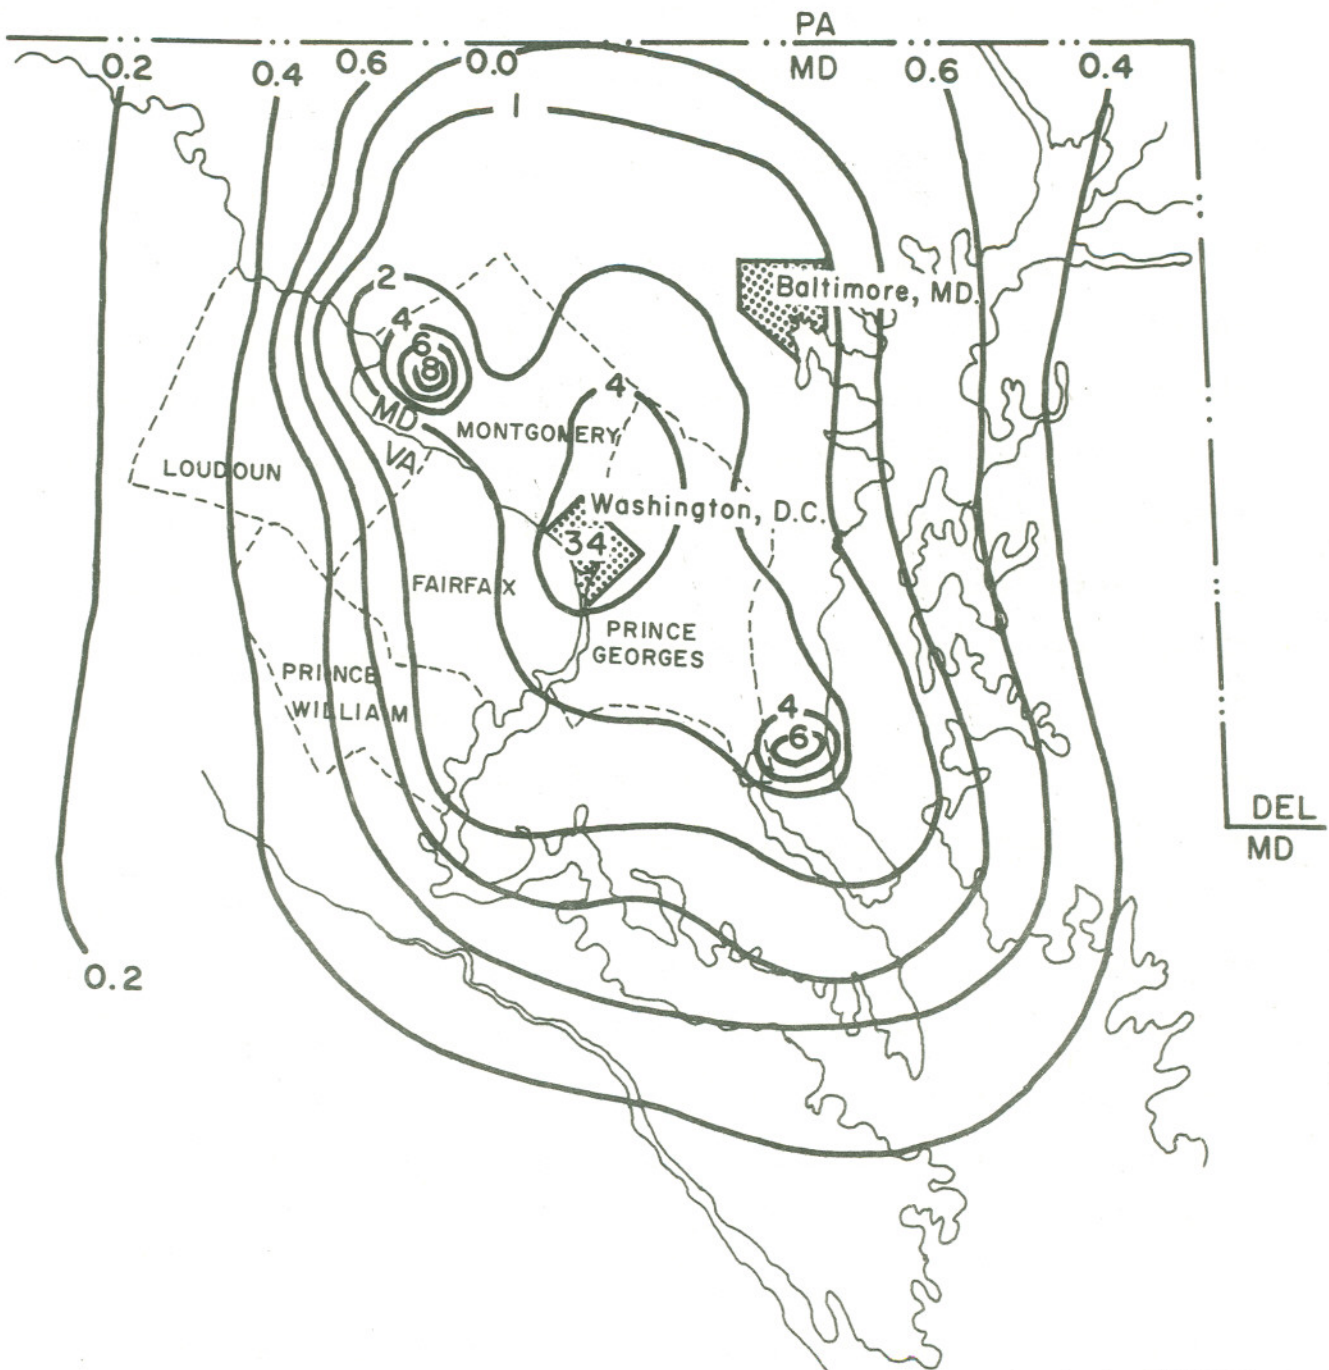 PA
MD
0.2
0.4
0.6
0.0
0.6
0.4
1
2
4
6
8
Baltimore, MD.
4
MD
VA
MONTGOMERY
LOUDOUN
Washington, D.C.
34
FAIRFAX
PRINCE
GEORGES
PRINCE
WILLIAM
4
6
DEL
MD
0.2